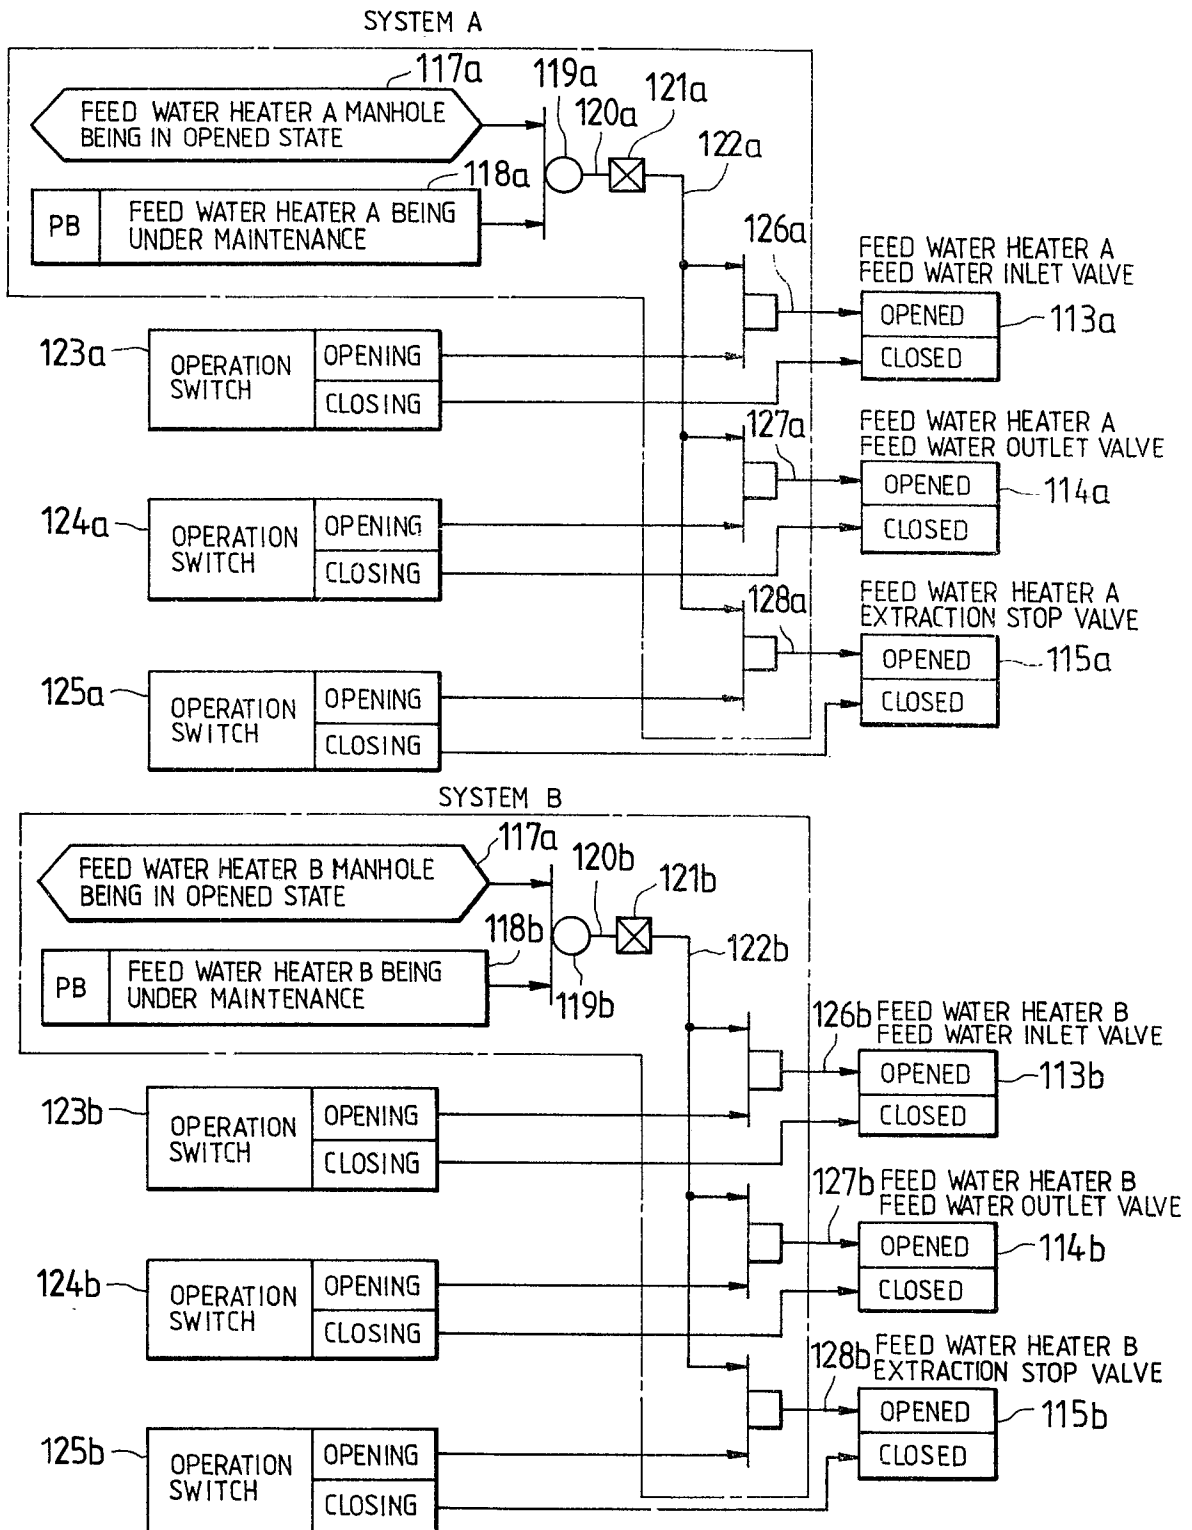 SYSTEM A
117a
FEED WATER HEATER A MANHOLE
BEING IN OPENED STATE
119a
120a
121a
122a
118a
PB
FEED WATER HEATER A BEING
UNDER MAINTENANCE
126a
FEED WATER HEATER A
FEED WATER INLET VALVE
OPENED
CLOSED
113a
123a
OPERATION
SWITCH
OPENING
CLOSING
127a
FEED WATER HEATER A
FEED WATER OUTLET VALVE
OPENED
CLOSED
114a
124a
OPERATION
SWITCH
OPENING
CLOSING
128a
FEED WATER HEATER A
EXTRACTION STOP VALVE
OPENED
CLOSED
115a
125a
OPERATION
SWITCH
OPENING
CLOSING
SYSTEM B
117a
FEED WATER HEATER B MANHOLE
BEING IN OPENED STATE
120b
121b
122b
118b
119b
PB
FEED WATER HEATER B BEING
UNDER MAINTENANCE
126b
FEED WATER HEATER B
FEED WATER INLET VALVE
OPENED
CLOSED
113b
123b
OPERATION
SWITCH
OPENING
CLOSING
127b
FEED WATER HEATER B
FEED WATER OUTLET VALVE
OPENED
CLOSED
114b
124b
OPERATION
SWITCH
OPENING
CLOSING
128b
FEED WATER HEATER B
EXTRACTION STOP VALVE
OPENED
CLOSED
115b
125b
OPERATION
SWITCH
OPENING
CLOSING